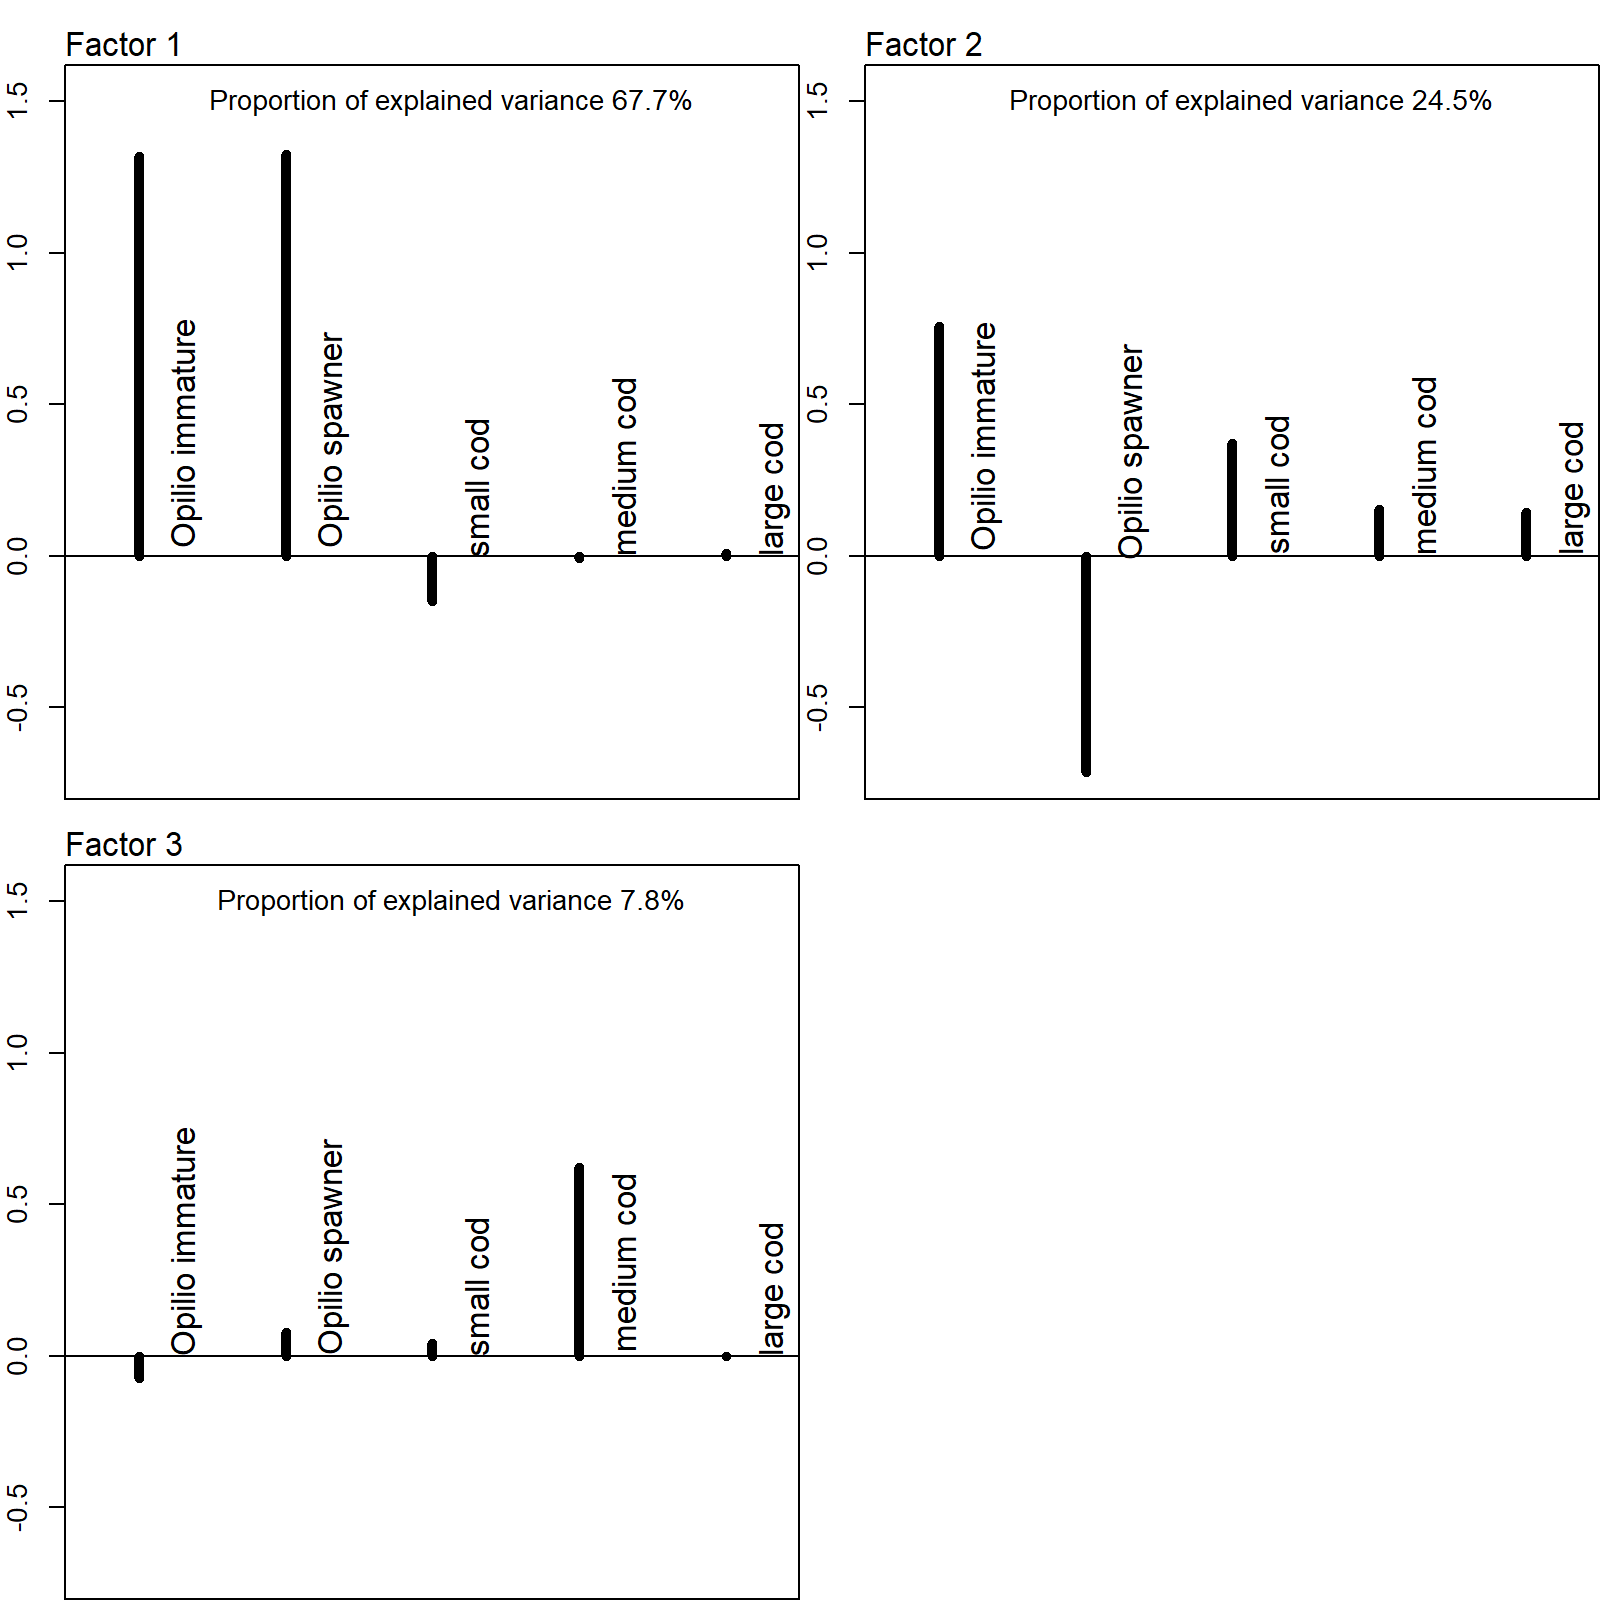 Factor 1
Proportion of explained variance 67.7%
1.5
1.0
0.5
0.0
-0.5
Opilio immature
Opilio spawner
small cod
medium cod
large cod
Factor 2
Proportion of explained variance 24.5%
1.5
1.0
0.5
0.0
-0.5
Opilio immature
Opilio spawner
small cod
medium cod
large cod
Factor 3
Proportion of explained variance 7.8%
1.5
1.0
0.5
0.0
-0.5
Opilio immature
Opilio spawner
small cod
medium cod
large cod